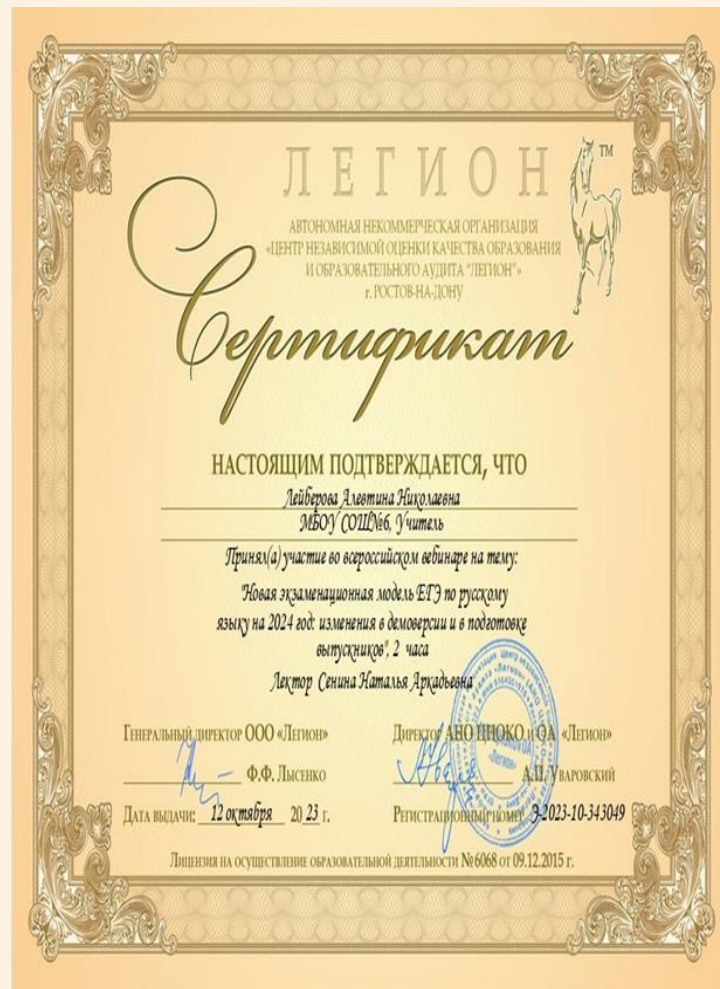 ЛЕГИОН
TM
АВТОНОМНАЯ НЕКОММЕРЧЕСКАЯ ОРГАНИЗАЦИЯ
«ЦЕНТР НЕЗАВИСИМОЙ ОЦЕНКИ КАЧЕСТВА ОБРАЗОВАНИЯ
И ОБРАЗОВАТЕЛЬНОГО АУДИТА "ЛЕГИОН"»
г. РОСТОВ-НА-ДОНУ
Сертификат
НАСТОЯЩИМ ПОДТВЕРЖДАЕТСЯ, ЧТО
Лейберова Алевтина Николаевна
МБОУ СОШ№6, Учитель
Принял(а) участие во всероссийском вебинаре на тему:
"Новая экзаменационная модель ЕГЭ по русскому
языку на 2024 год: изменения в демоверсии и в подготовке
выпускников", 2 часа
Лектор Сенина Наталья Аркадьевна
Генеральный директор ООО «Легион»
Ф.Ф. Лысенко
Директор АНО ЦНОКО и ОА «Легион»
А.П. Уваровский
Дата выдачи: 12 октября 20 23 г.
Регистрационный номер Э-2023-10-343049
Лицензия на осуществление образовательной деятельности №6068 от 09.12.2015 г.